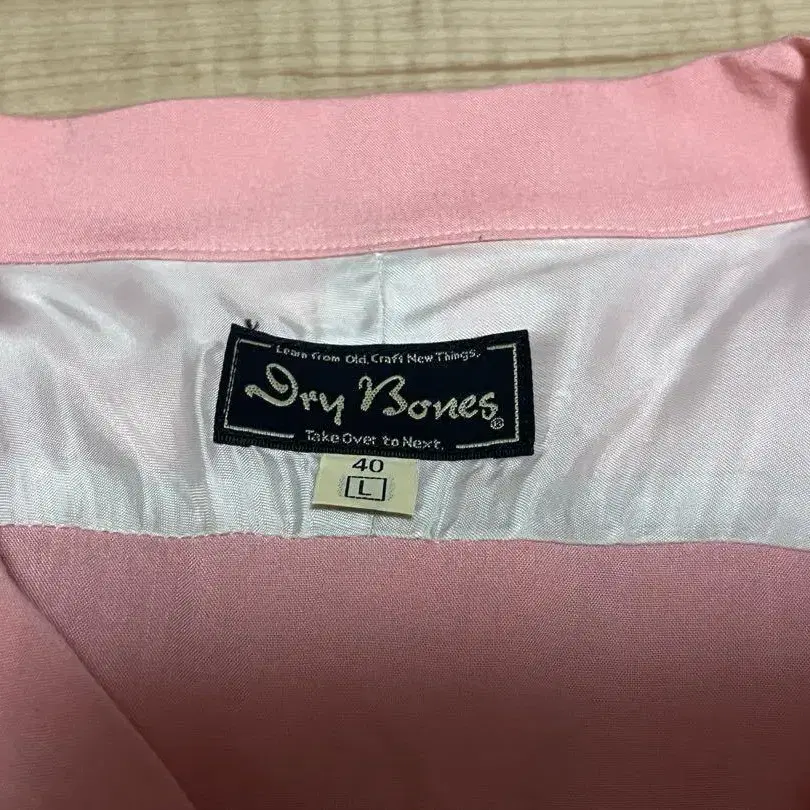 Learn from Old, Craft New Things.
Dry Bones®
Take Over to Next.
40
L